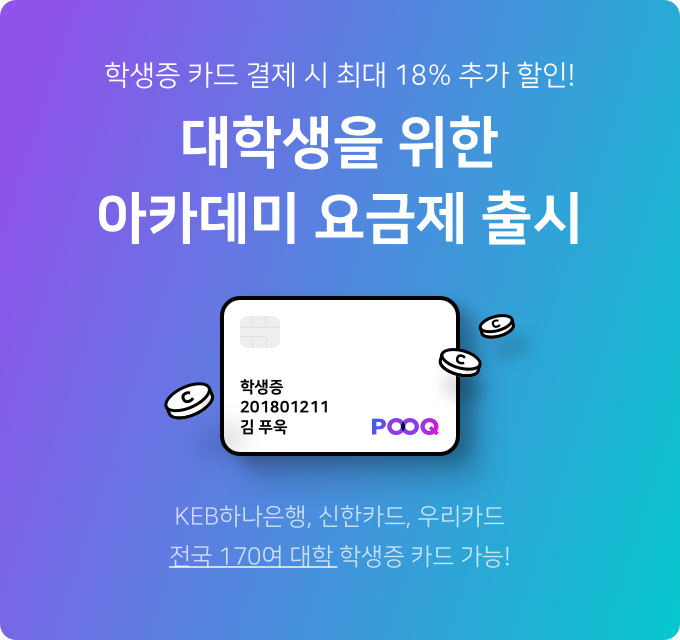 학생증 카드 결제 시 최대 18% 추가 할인!
대학생을 위한
아카데미 요금제 출시
C
C
C
학생증
201801211
김 푸욱
POOQ
KEB하나은행, 신한카드, 우리카드
전국 170여 대학 학생증 카드 가능!